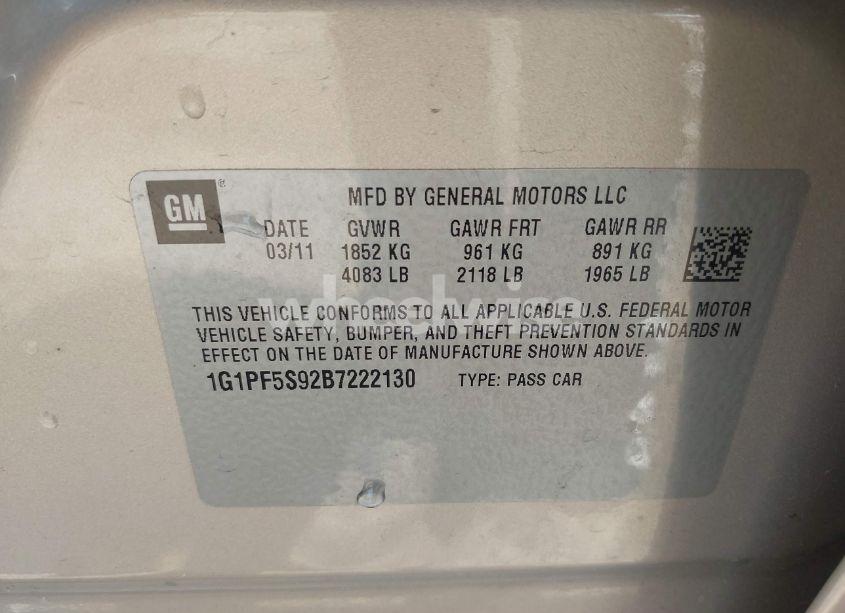 GM
®
MFD BY GENERAL MOTORS LLC
DATE GVWR GAWR FRT GAWR RR
03/11 1852 KG 961 KG 891 KG
4083 LB 2118 LB 1965 LB
THIS VEHICLE CONFORMS TO ALL APPLICABLE U.S. FEDERAL MOTOR
VEHICLE SAFETY, BUMPER, AND THEFT PREVENTION STANDARDS IN
EFFECT ON THE DATE OF MANUFACTURE SHOWN ABOVE.
1G1PF5S92B7222130 TYPE: PASS CAR